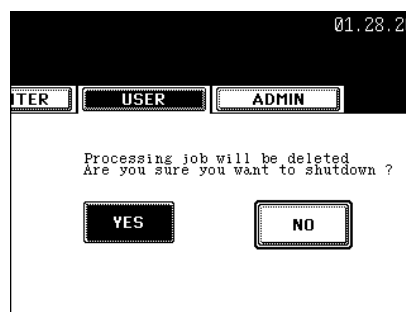 01.28.2
USER
ADMIN
Processing job will be deleted
Are you sure you want to shutdown ?
YES
NO